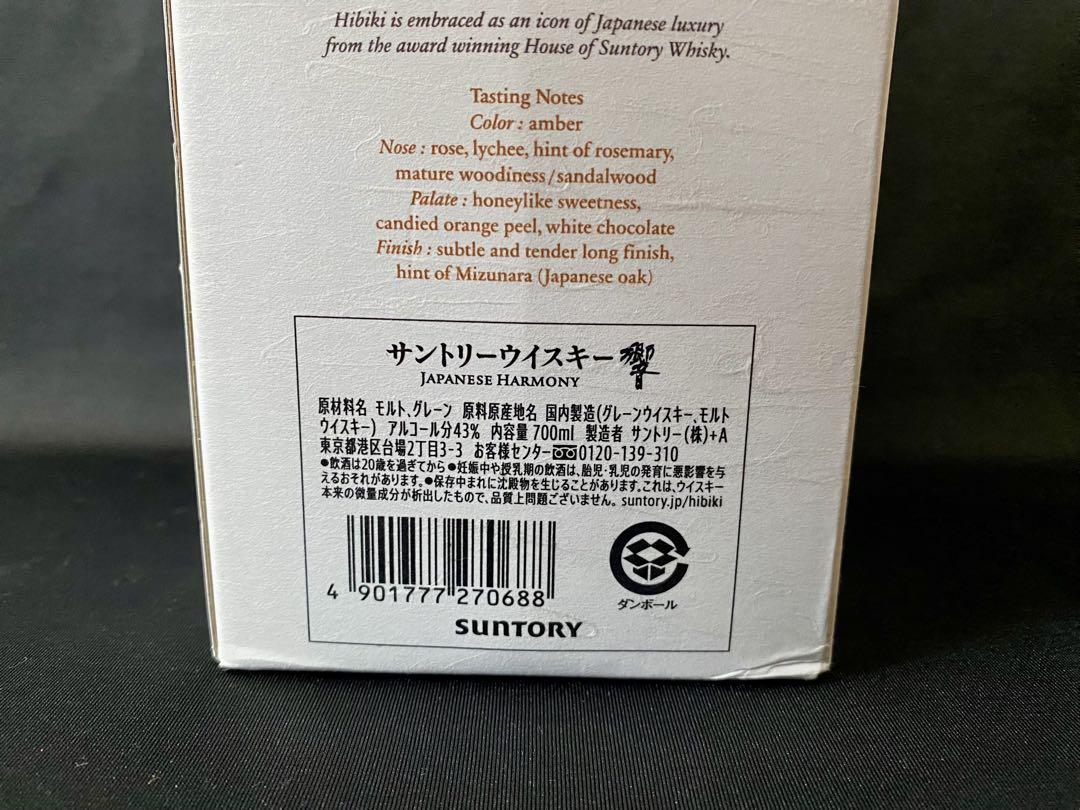 Hibiki is embraced as an icon of Japanese luxury
from the award winning House of Suntory Whisky.
Tasting Notes
Color : amber
Nose : rose, lychee, hint of rosemary,
mature woodiness/sandalwood
Palate : honeylike sweetness,
candied orange peel, white chocolate
Finish : subtle and tender long finish,
hint of Mizunara (Japanese oak)
サントリーウイスキー 響
JAPANESE HARMONY
原材料名 モルト、グレーン 原料原産地名 国内製造(グレーンウイスキー、モルト
ウイスキー) アルコール分43% 内容量 700ml 製造者 サントリー(株)+A
東京都港区台場2丁目3-3 お客様センター0120-139-310
●飲酒は20歳を過ぎてから●妊娠中や授乳期の飲酒は、胎児・乳児の発育に悪影響を与
えるおそれがあります。●保存中まれに沈殿物を生じることがあります。これは、ウイスキー
本来の微量成分が析出したもので、品質上問題ございません。suntory.jp/hibiki
4 901777 270688
ダンボール
SUNTORY